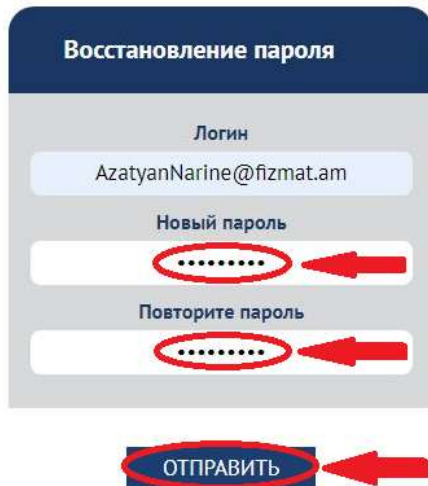 Восстановление пароля
Логин
AzatyanNarine@fizmat.am
Новый пароль
•••••••••
Повторите пароль
•••••••••
ОТПРАВИТЬ